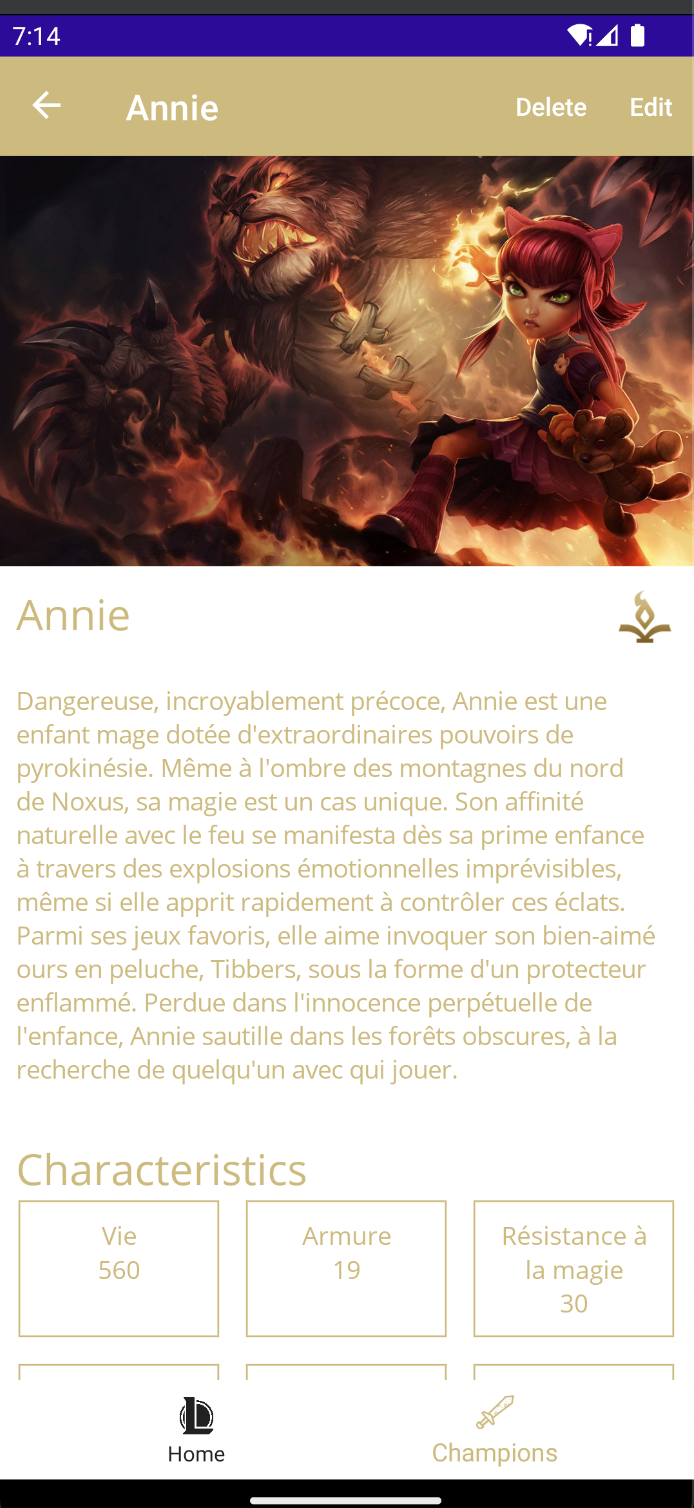 7:14
Annie
Delete
Edit
Annie
Dangereuse, incroyablement précoce, Annie est une
enfant mage dotée d'extraordinaires pouvoirs de
pyrokinésie. Même à l'ombre des montagnes du nord
de Noxus, sa magie est un cas unique. Son affinité
naturelle avec le feu se manifesta dès sa prime enfance
à travers des explosions émotionnelles imprévisibles,
même si elle apprit rapidement à contrôler ces éclats.
Parmi ses jeux favoris, elle aime invoquer son bien-aimé
ours en peluche, Tibbers, sous la forme d'un protecteur
enflammé. Perdue dans l'innocence perpétuelle de
l'enfance, Annie sautille dans les forêts obscures, à la
recherche de quelqu'un avec qui jouer.
Characteristics
Vie
560
Armure
19
Résistance à
la magie
30
Home
Champions